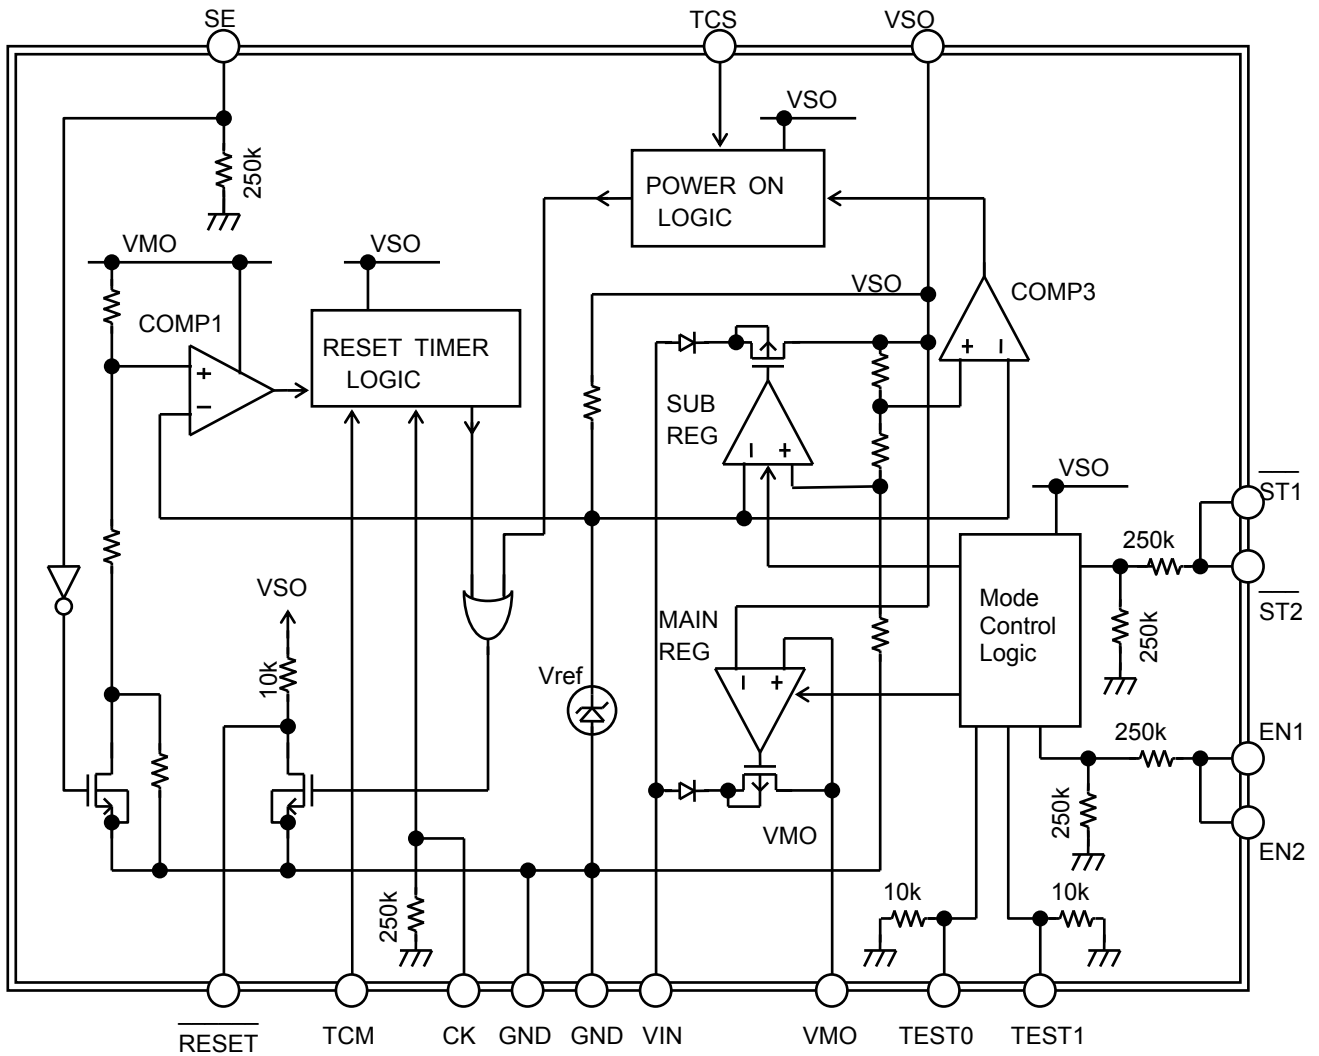 SE
TCS
VSO
VSO
250k
POWER ON
LOGIC
VMO
VSO
VSO
COMP3
COMP1
RESET TIMER
LOGIC
+
−
+
−
SUB
REG
−
+
VSO
ST1
250k
VSO
Mode
Control
Logic
ST2
250k
MAIN
REG
10k
Vref
−
+
250k
EN1
250k
VMO
EN2
10k
10k
250k
RESET
TCM
CK
GND
GND
VIN
VMO
TEST0
TEST1